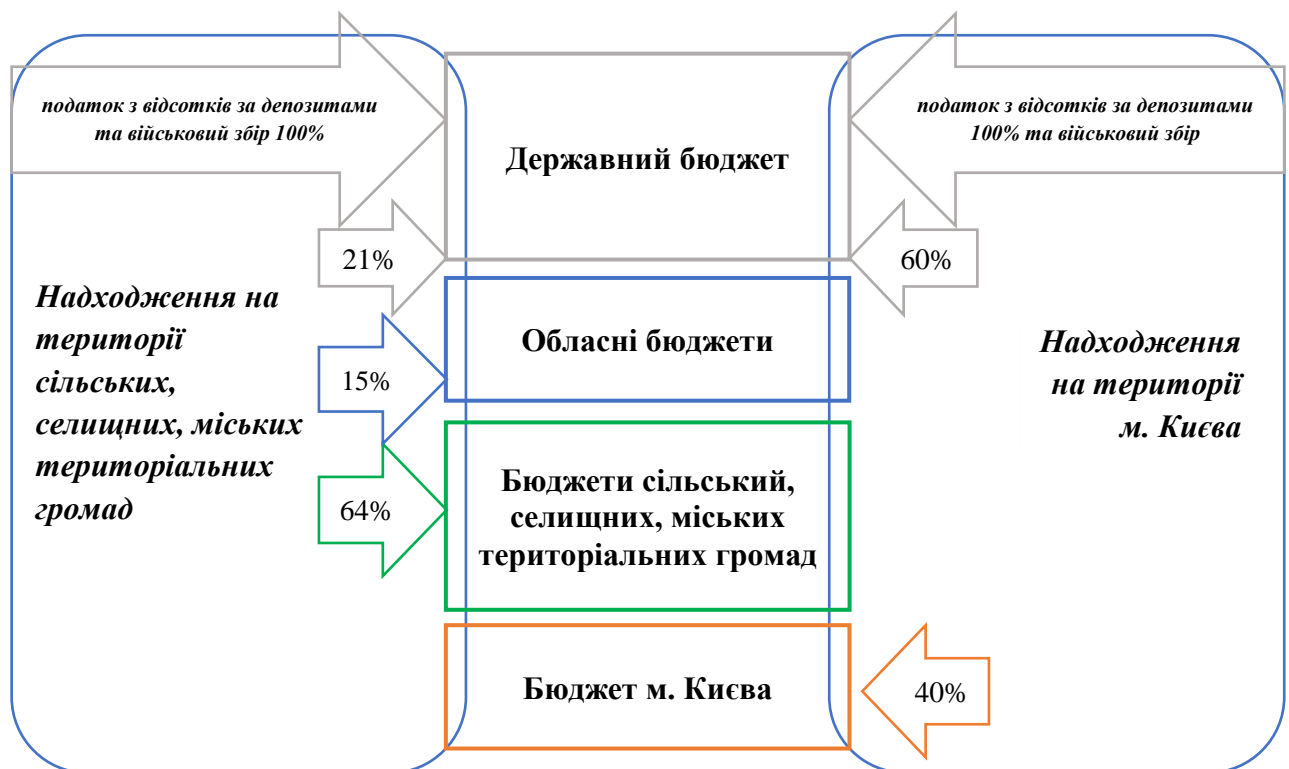 податок з відсотків за депозитами
та військовий збір 100%
21%
Надходження на
території
сільських,
селищних, міських
територіальних
громад
15%
64%
Державний бюджет
Обласні бюджети
Бюджети сільський,
селищних, міських
територіальних громад
Бюджет м. Києва
податок з відсотків за депозитами
100% та військовий збір
60%
Надходження
на території
м. Києва
40%